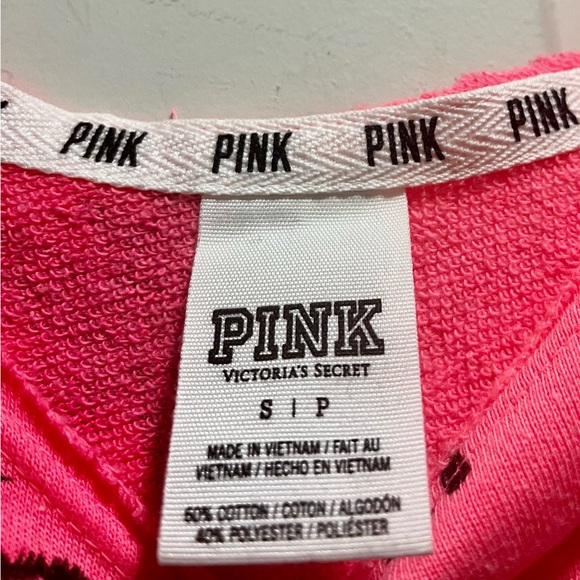 PINK PINK PINK PINK
PINK
VICTORIA'S SECRET
S | P
MADE IN VIETNAM / FAIT AU
VIETNAM / HECHO EN VIETNAM
60% COTTON / COTON / ALGODÓN
40% POLYESTER / POLIÉSTER